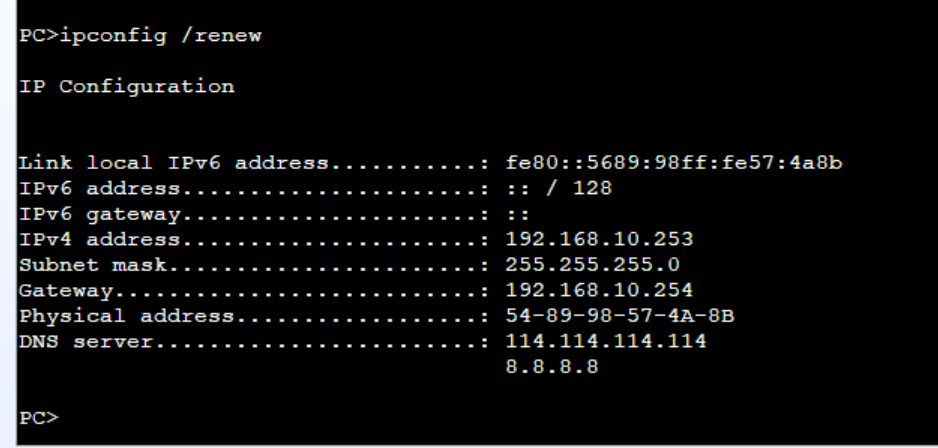 PC>ipconfig /renew
IP Configuration
Link local IPv6 address...........: fe80::5689:98ff:fe57:4a8b
IPv6 address......................: :: / 128
IPv6 gateway......................: ::
IPv4 address......................: 192.168.10.253
Subnet mask.......................: 255.255.255.0
Gateway...........................: 192.168.10.254
Physical address..................: 54-89-98-57-4A-8B
DNS server........................: 114.114.114.114
8.8.8.8
PC>